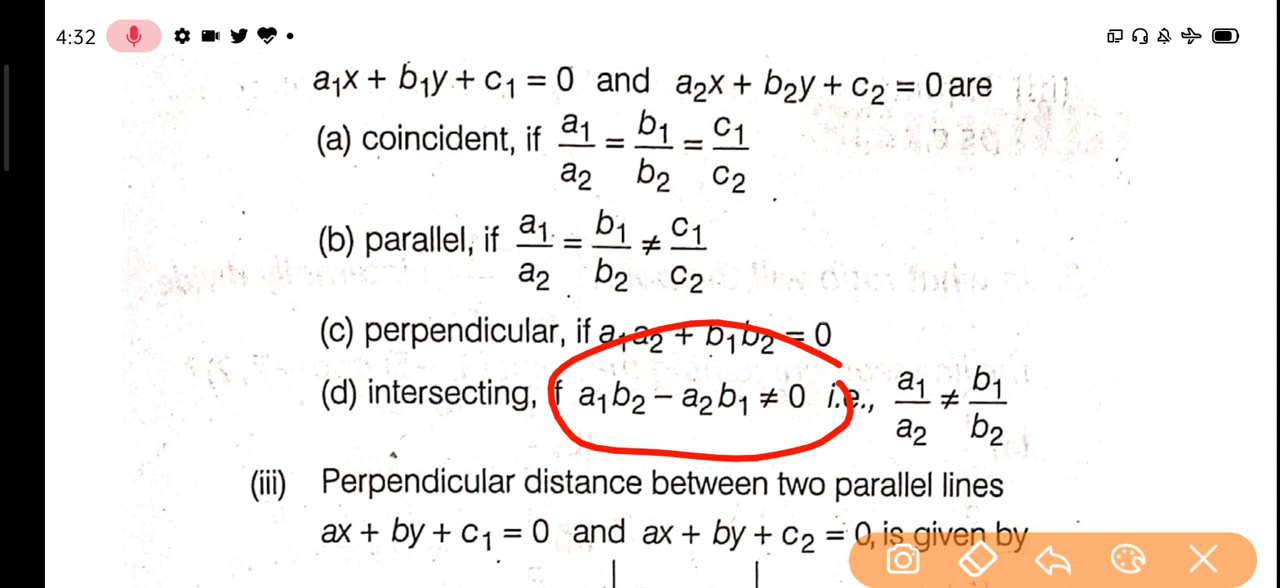 4:32
a₁x + b₁y + c₁ = 0 and a₂x + b₂y + c₂ = 0 are
(a) coincident, if a₁/a₂ = b₁/b₂ = c₁/c₂
(b) parallel, if a₁/a₂ = b₁/b₂ ≠ c₁/c₂
(c) perpendicular, if a₁a₂ + b₁b₂ = 0
(d) intersecting, if a₁b₂ − a₂b₁ ≠ 0 i.e., a₁/a₂ ≠ b₁/b₂
(iii) Perpendicular distance between two parallel lines
ax + by + c₁ = 0 and ax + by + c₂ = 0, is given by